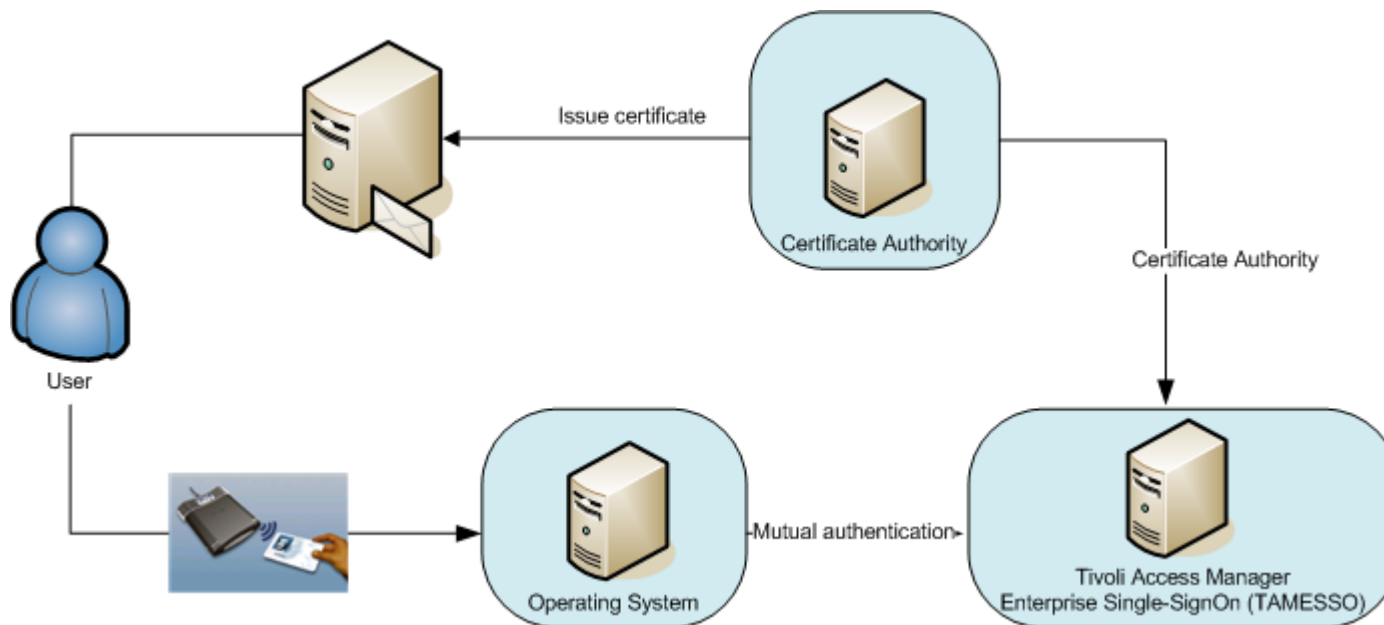 Issue certificate
Certificate Authority
Certificate Authority
User
Mutual authentication
Operating System
Tivoli Access Manager
Enterprise Single-SignOn (TAMESSO)